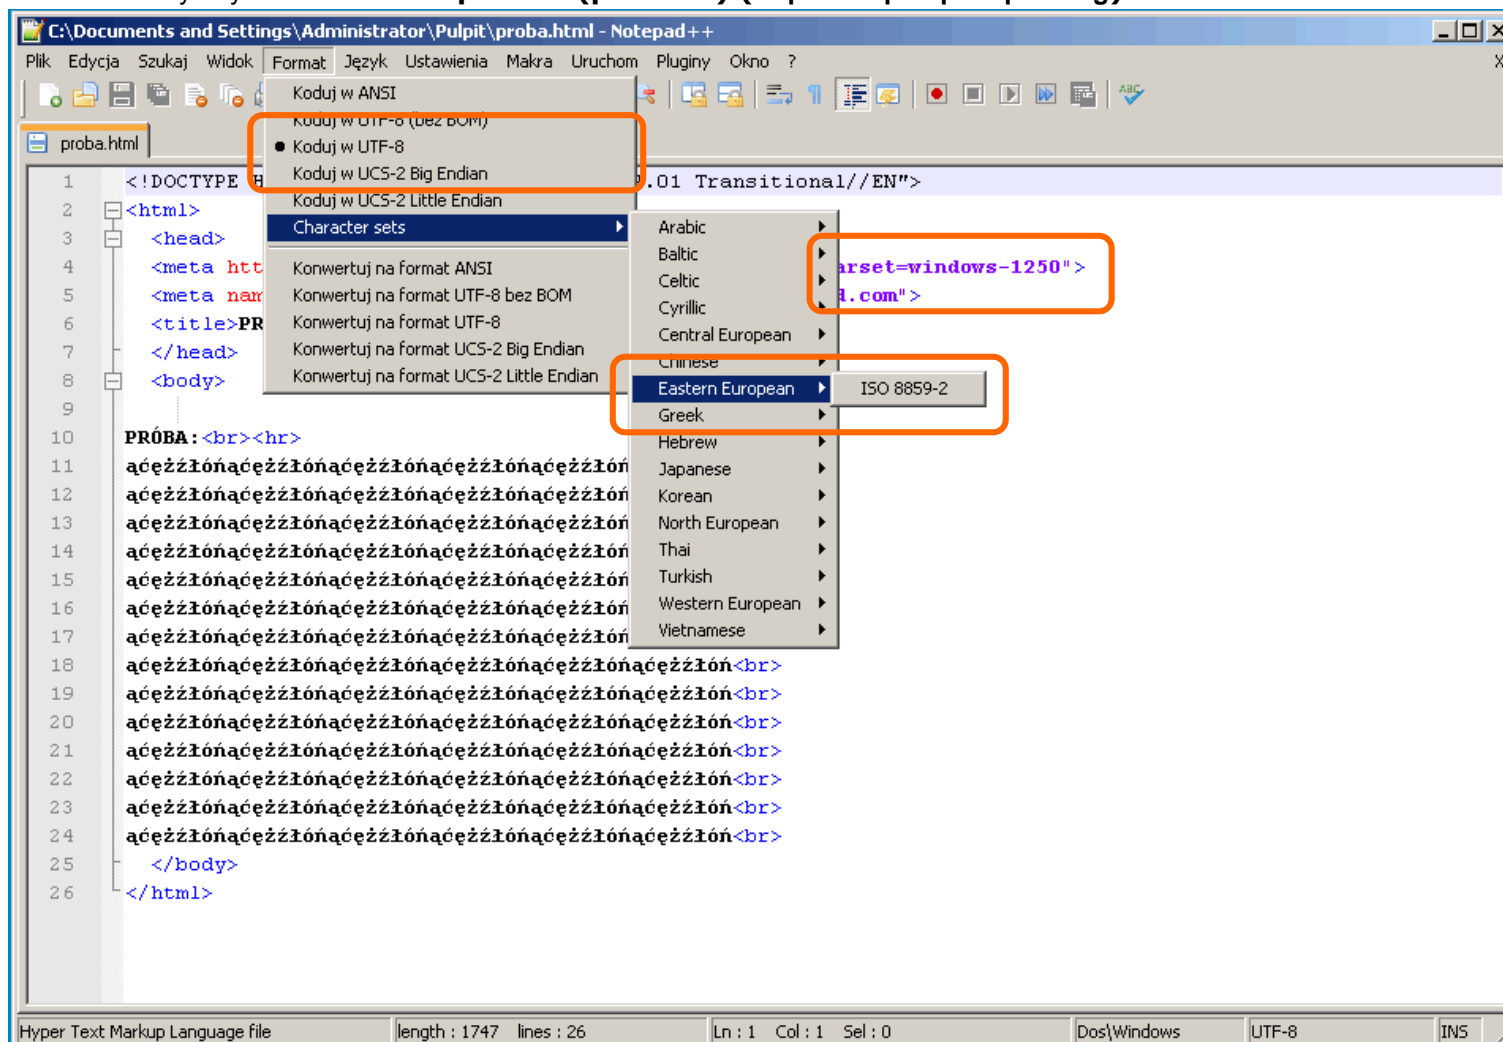 C:\Documents and Settings\Administrator\Pulpit\proba.html - Notepad++
Plik Edycja Szukaj Widok Format Język Ustawienia Makra Uruchom Pluginy Okno ? X
ABC
proba.html
Koduj w ANSI
Koduj w UTF-8 (bez BOM)
Koduj w UTF-8
Koduj w UCS-2 Big Endian
Koduj w UCS-2 Little Endian
Character sets
Konwertuj na format ANSI
Konwertuj na format UTF-8 bez BOM
Konwertuj na format UTF-8
Konwertuj na format UCS-2 Big Endian
Konwertuj na format UCS-2 Little Endian
Arabic
Baltic
Celtic
Cyrillic
Central European
Chinese
Eastern European
ISO 8859-2
Greek
Hebrew
Japanese
Korean
North European
Thai
Turkish
Western European
Vietnamese
1 <!DOCTYPE H .01 Transitional//EN">
2 <html>
3 <head>
4 <meta htt arset=windows-1250">
5 <meta nam d.com">
6 <title>PR
7 </head>
8 <body>
9
10 PRÓBA:<br><hr>
11 ąćężźłóńąćężźłóńąćężźłóńąćężźłóńąćężźłóń
12 ąćężźłóńąćężźłóńąćężźłóńąćężźłóńąćężźłóń
13 ąćężźłóńąćężźłóńąćężźłóńąćężźłóńąćężźłóń
14 ąćężźłóńąćężźłóńąćężźłóńąćężźłóńąćężźłóń
15 ąćężźłóńąćężźłóńąćężźłóńąćężźłóńąćężźłóń
16 ąćężźłóńąćężźłóńąćężźłóńąćężźłóńąćężźłóń
17 ąćężźłóńąćężźłóńąćężźłóńąćężźłóńąćężźłóń
18 ąćężźłóńąćężźłóńąćężźłóńąćężźłóńąćężźłóńąćężźłóń<br>
19 ąćężźłóńąćężźłóńąćężźłóńąćężźłóńąćężźłóńąćężźłóń<br>
20 ąćężźłóńąćężźłóńąćężźłóńąćężźłóńąćężźłóńąćężźłóń<br>
21 ąćężźłóńąćężźłóńąćężźłóńąćężźłóńąćężźłóńąćężźłóń<br>
22 ąćężźłóńąćężźłóńąćężźłóńąćężźłóńąćężźłóńąćężźłóń<br>
23 ąćężźłóńąćężźłóńąćężźłóńąćężźłóńąćężźłóńąćężźłóń<br>
24 ąćężźłóńąćężźłóńąćężźłóńąćężźłóńąćężźłóńąćężźłóń<br>
25 </body>
26 </html>
Hyper Text Markup Language file length : 1747 lines : 26 Ln : 1 Col : 1 Sel : 0 Dos\Windows UTF-8 INS